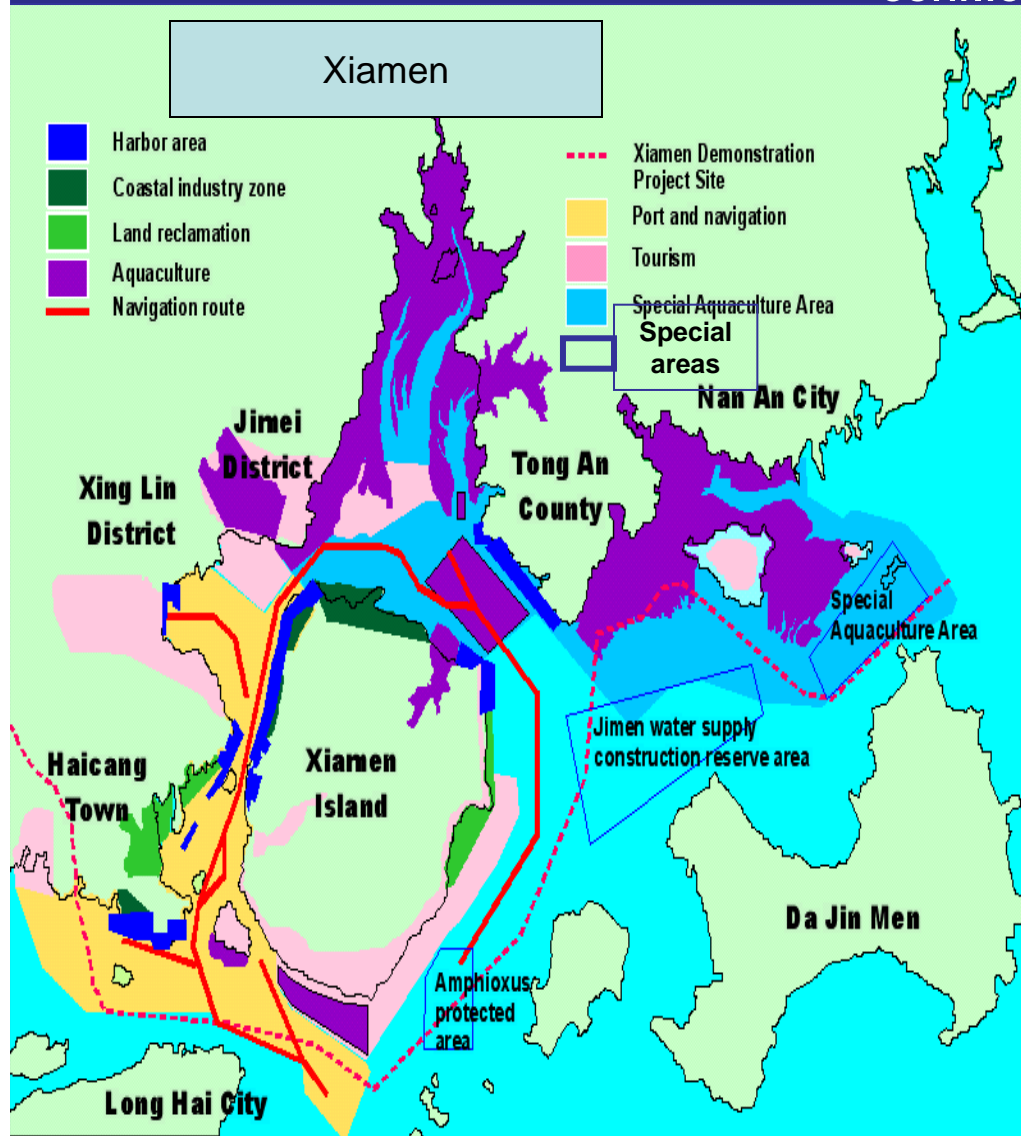 Xiamen
Harbor area
Coastal industry zone
Land reclamation
Aquaculture
Navigation route
Xiamen Demonstration
Project Site
Port and navigation
Tourism
Special Aquaculture Area
Special
areas
Nan An City
Jimei
District
Xing Lin
District
Tong An
County
Special
Aquaculture Area
Jimen water supply
construction reserve area
Haicang
Town
Xiamen
Island
Da Jin Men
Amphioxus
protected
area
Long Hai City